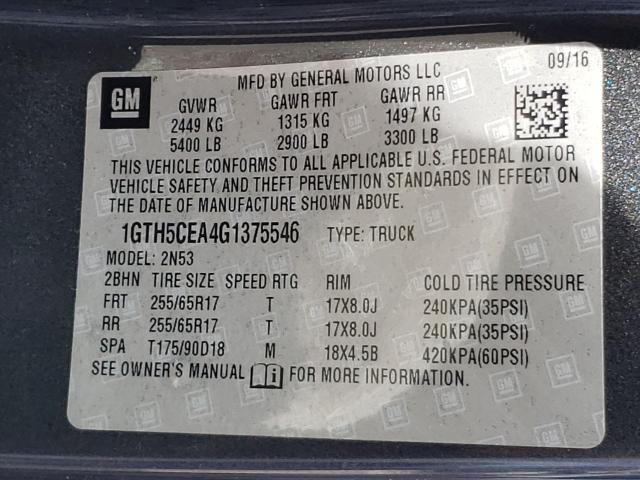 09/16
MFD BY GENERAL MOTORS LLC
GM
GVWR GAWR FRT GAWR RR
2449 KG 1315 KG 1497 KG
5400 LB 2900 LB 3300 LB
THIS VEHICLE CONFORMS TO ALL APPLICABLE U.S. FEDERAL MOTOR
VEHICLE SAFETY AND THEFT PREVENTION STANDARDS IN EFFECT ON
THE DATE OF MANUFACTURE SHOWN ABOVE.
1GTH5CEA4G1375546 TYPE: TRUCK
MODEL: 2N53
2BHN TIRE SIZE SPEED RTG RIM COLD TIRE PRESSURE
FRT 255/65R17 T 17X8.0J 240KPA(35PSI)
RR 255/65R17 T 17X8.0J 240KPA(35PSI)
SPA T175/90D18 M 18X4.5B 420KPA(60PSI)
SEE OWNER'S MANUAL FOR MORE INFORMATION.